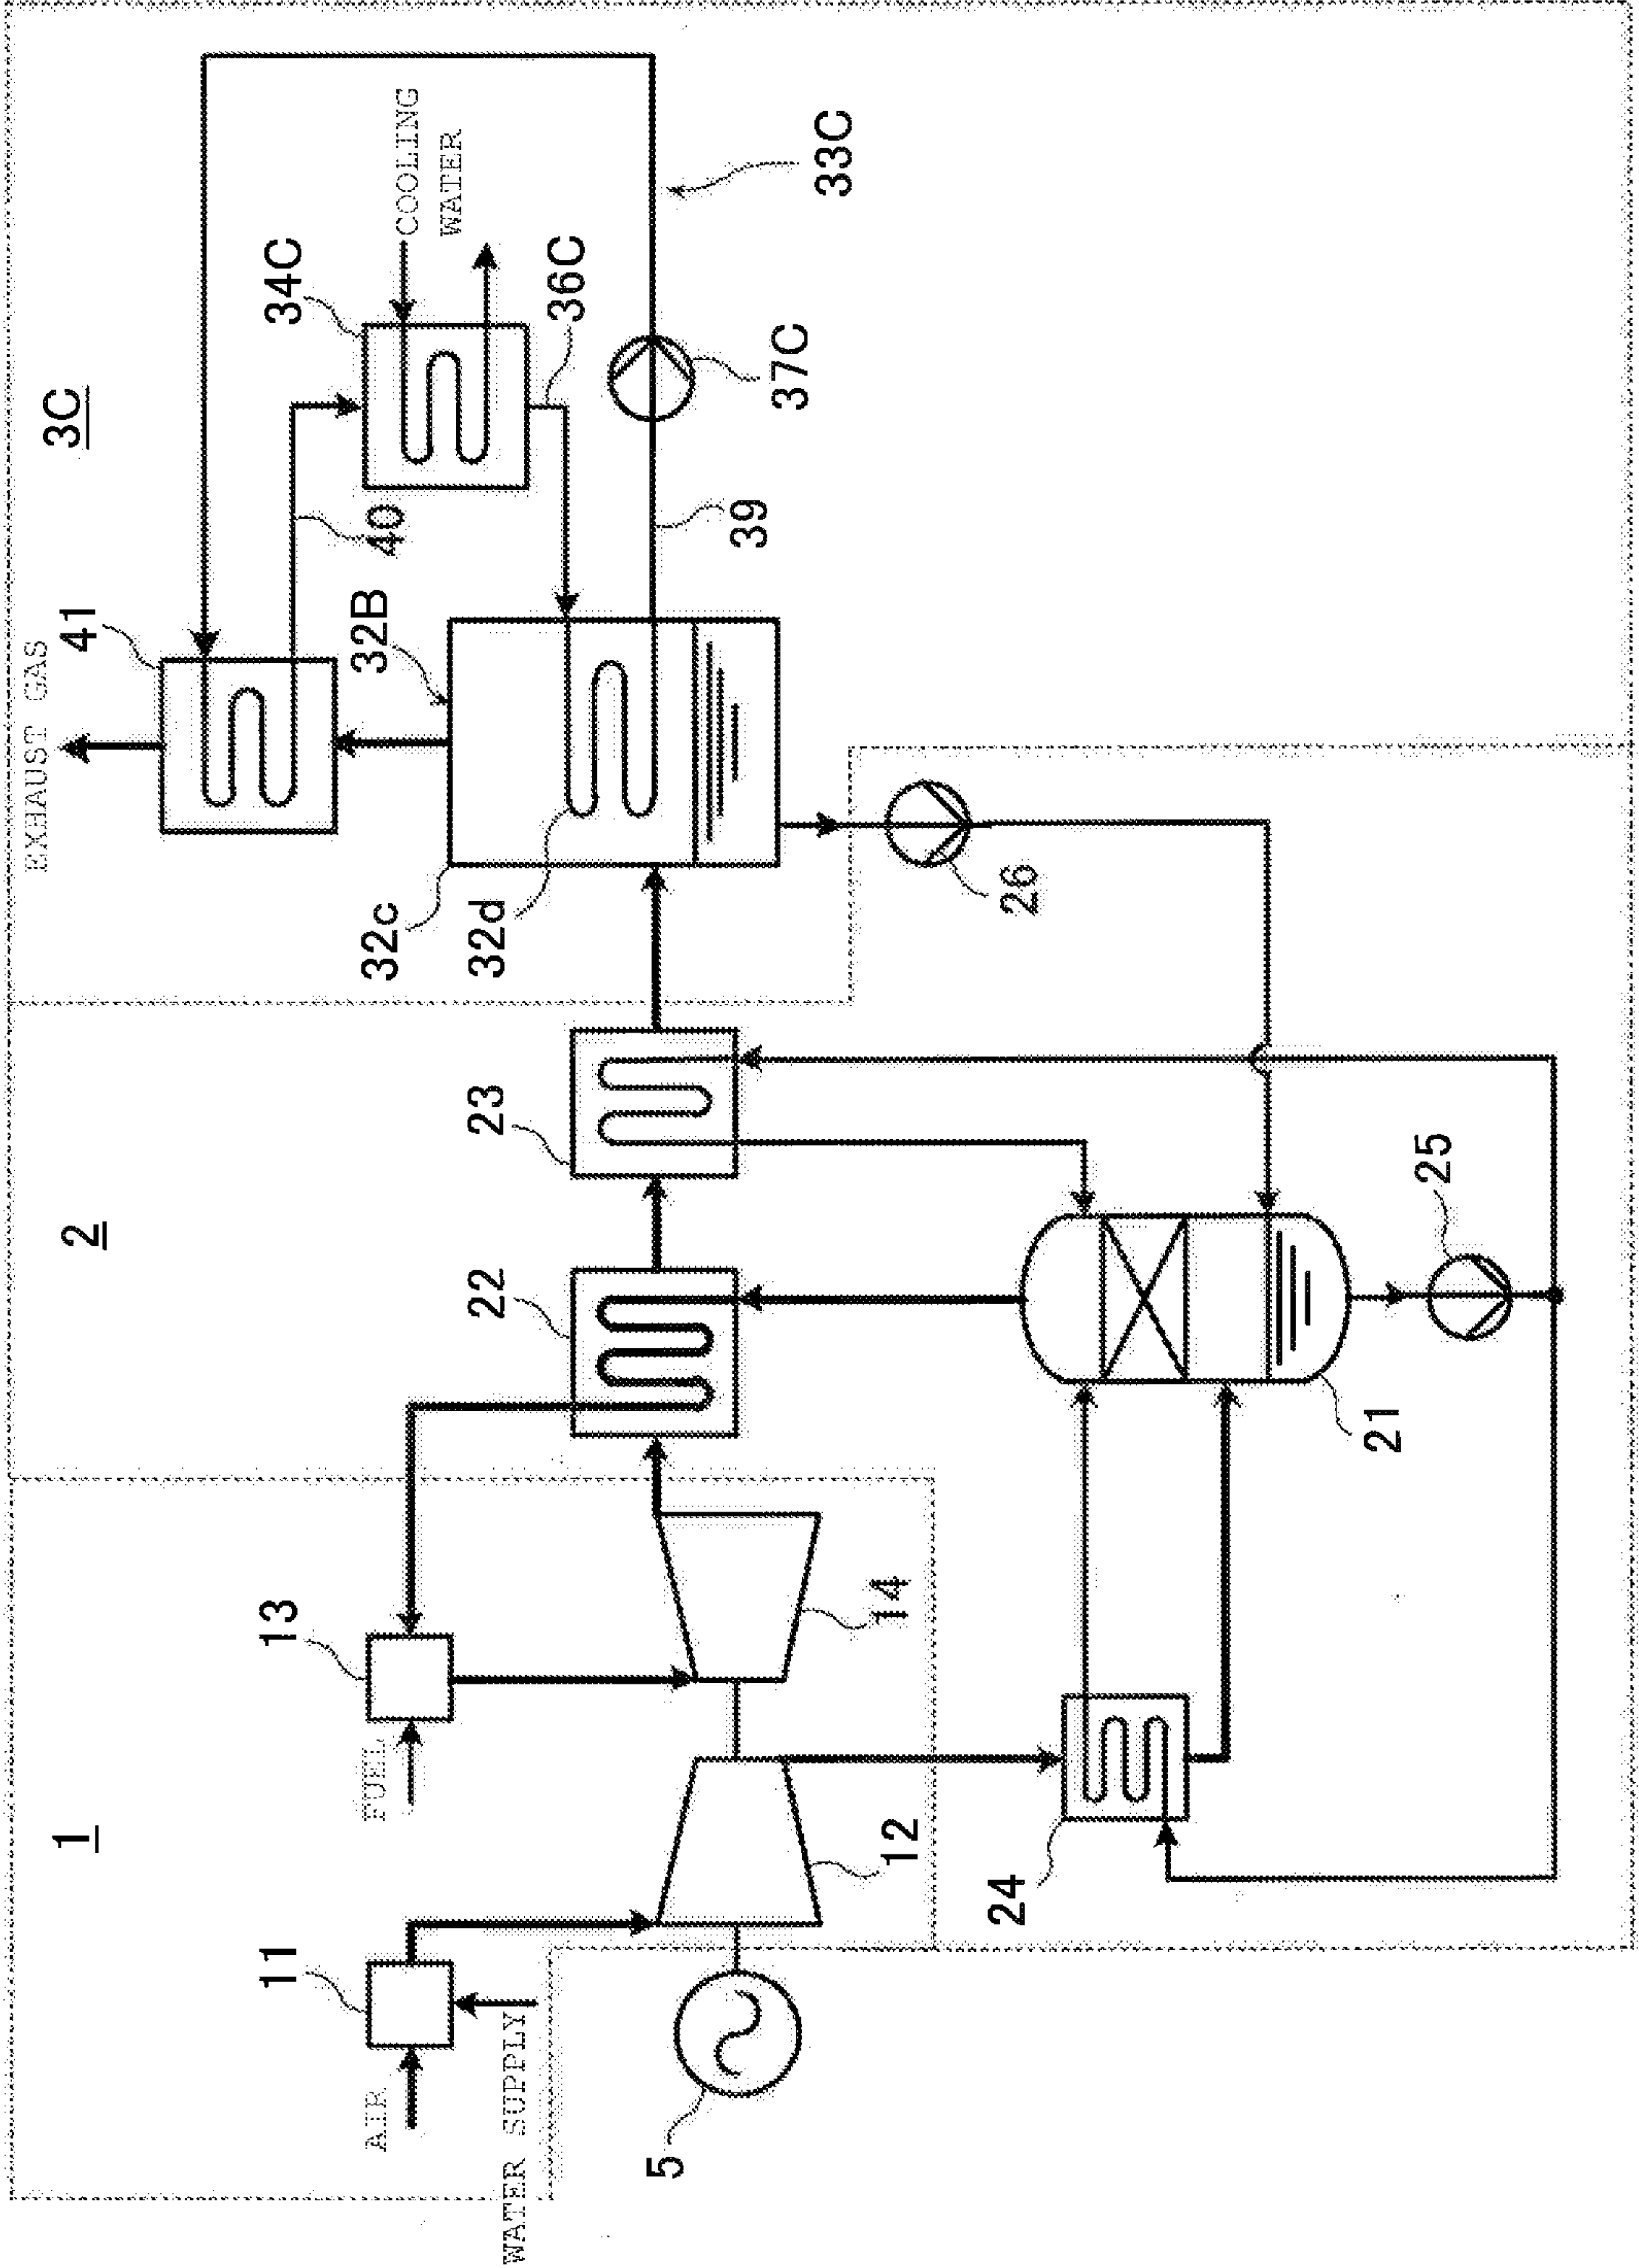 1
2
3C
AIR
11
WATER SUPPLY
5
12
FUEL
13
14
24
22
23
21
25
26
EXHAUST GAS
41
32B
32c
32d
40
34C
COOLING
WATER
36C
39
37C
33C